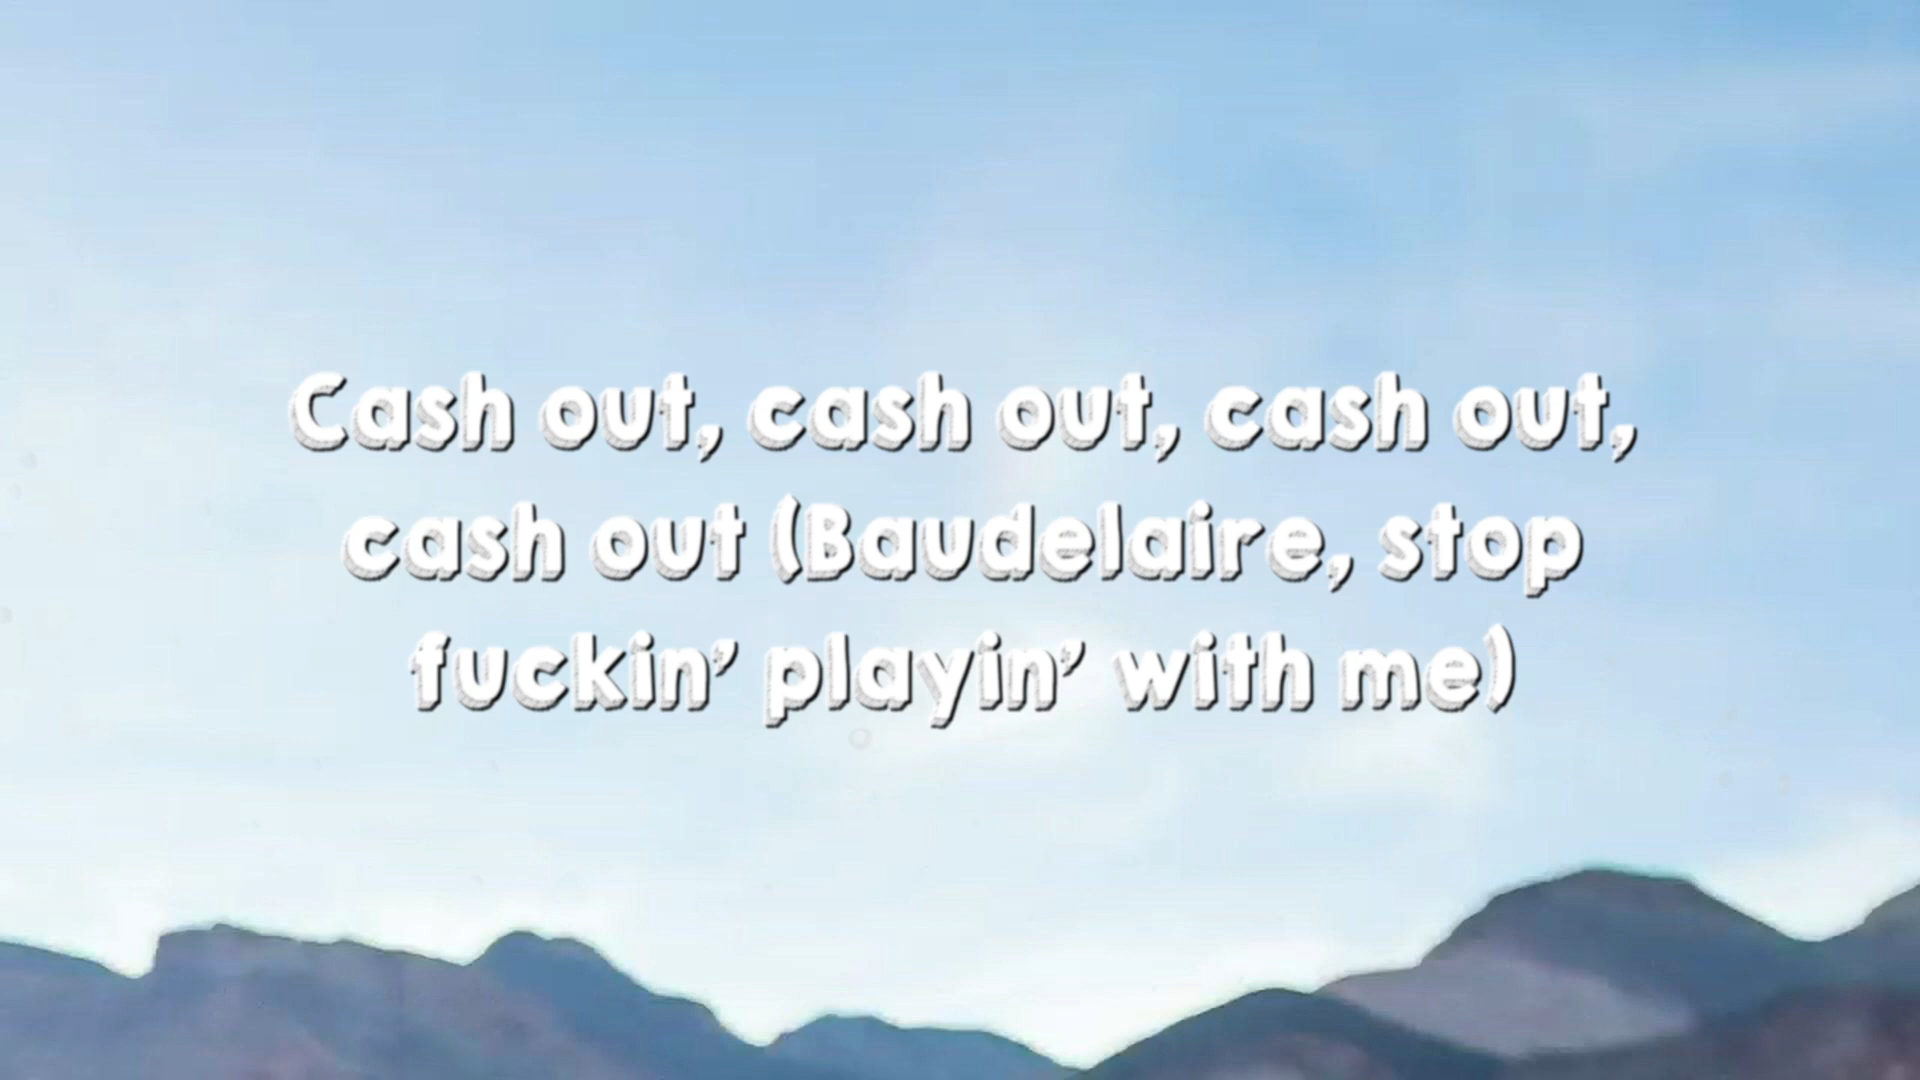 Cash out, cash out, cash out,
cash out (Baudelaire, stop
fuckin' playin' with me)